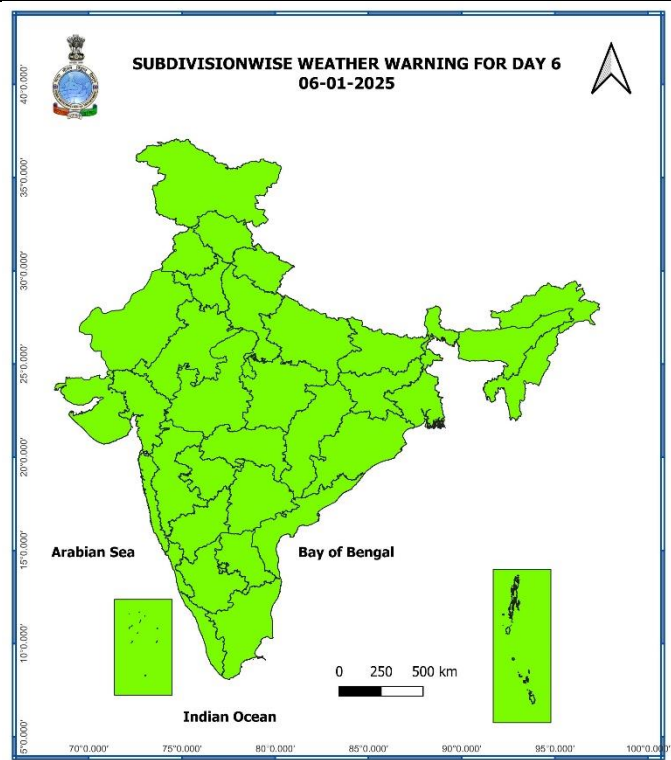 SUBDIVISIONWISE WEATHER WARNING FOR DAY 6
06-01-2025
40°0.000'
35°0.000'
30°0.000'
25°0.000'
20°0.000'
15°0.000'
10°0.000'
5°0.000'
Arabian Sea
Bay of Bengal
0 250 500 km
Indian Ocean
70°0.000' 75°0.000' 80°0.000' 85°0.000' 90°0.000' 95°0.000' 100°0.000'